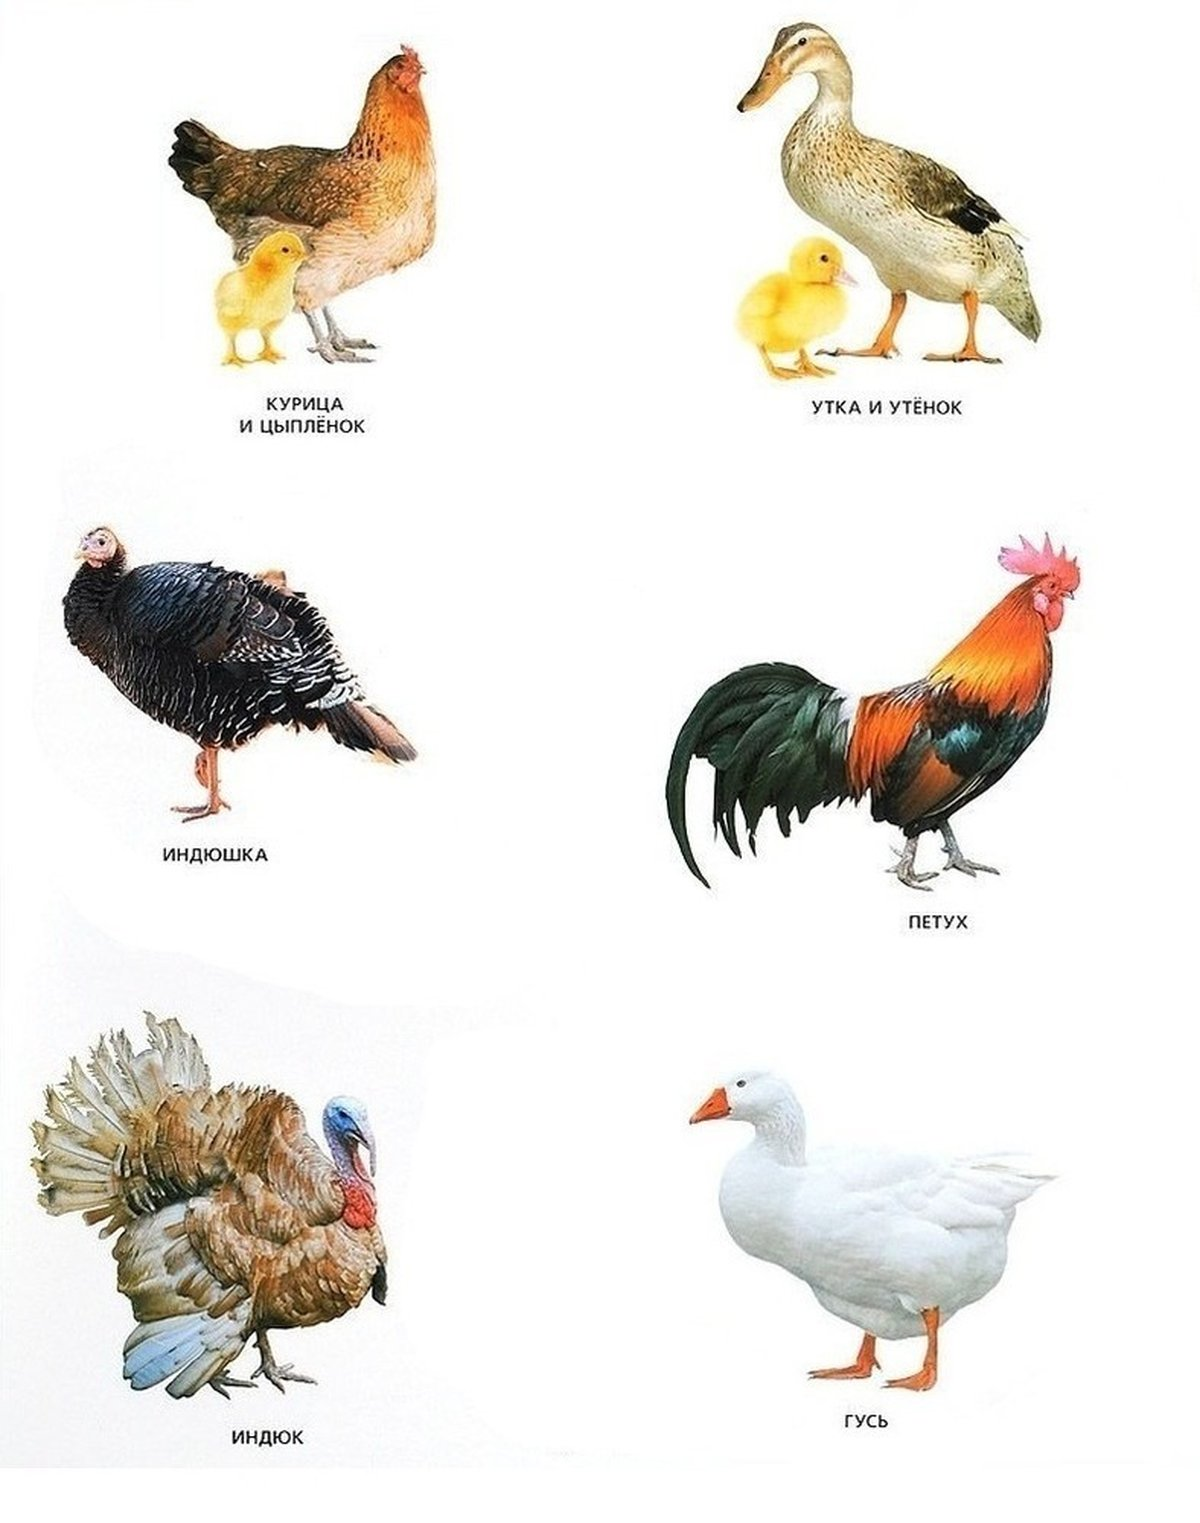 КУРИЦА
И ЦЫПЛЁНОК
УТКА И УТЁНОК
ИНДЮШКА
ПЕТУХ
ИНДЮК
ГУСЬ